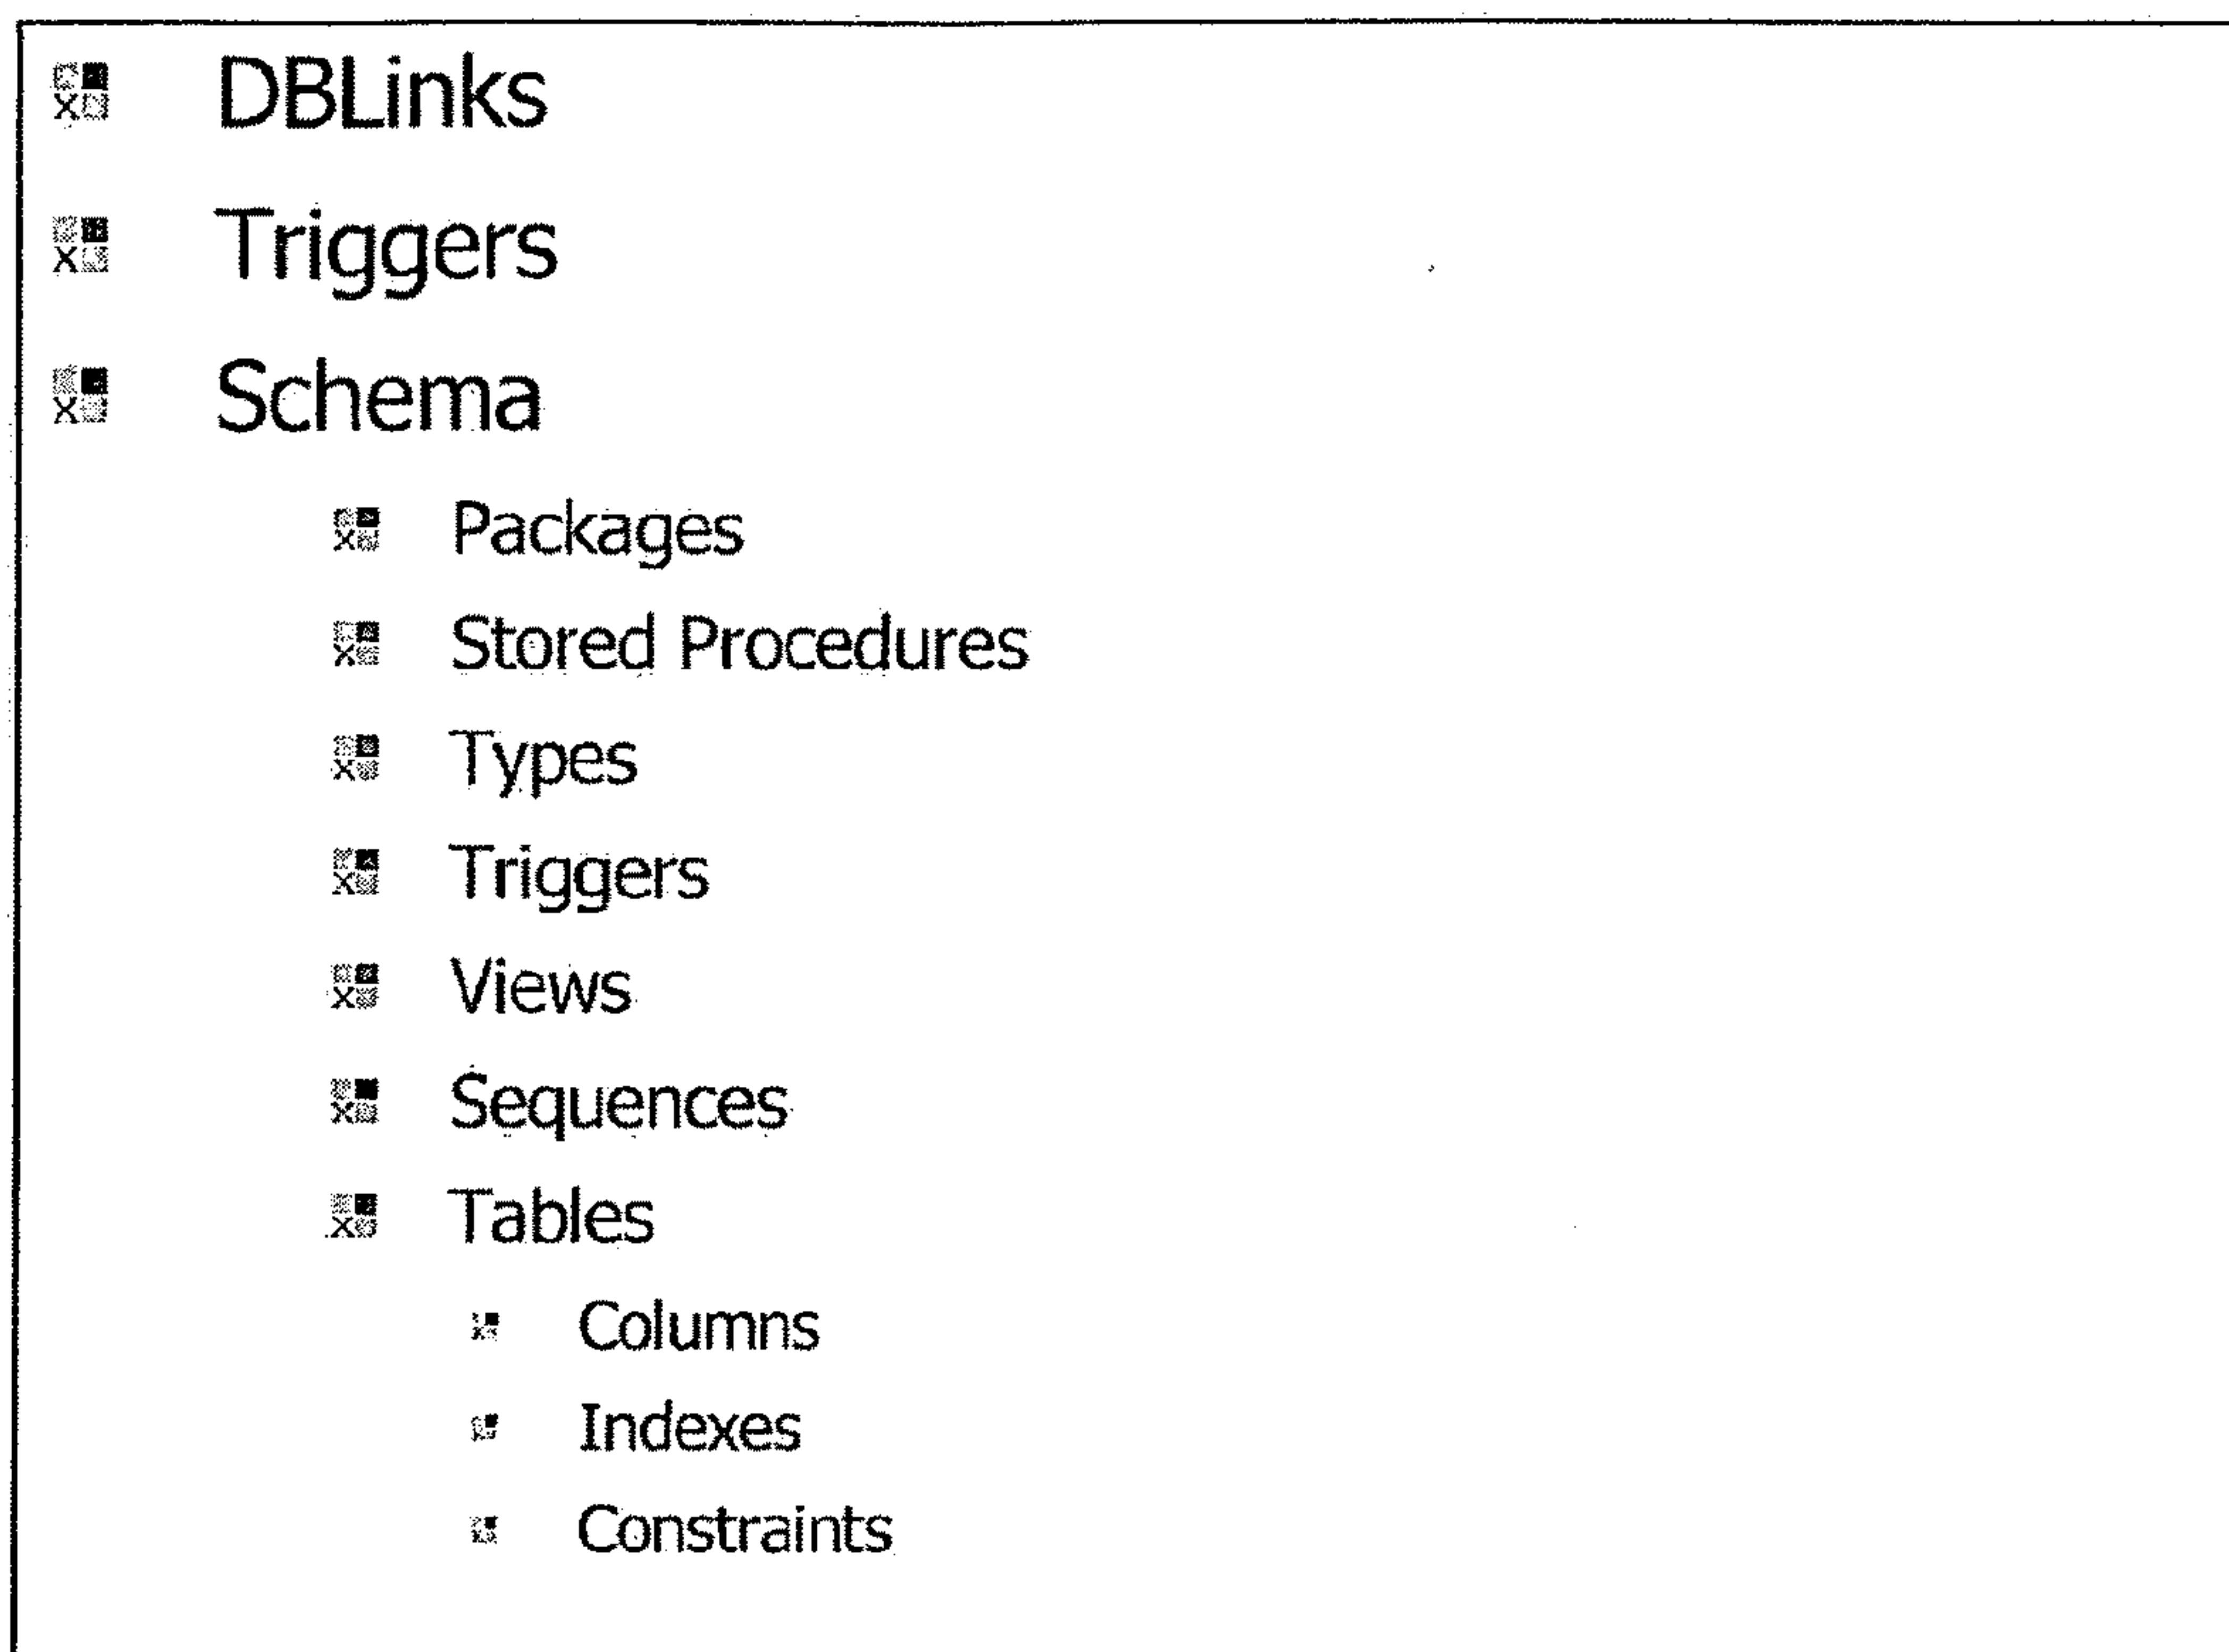 DBLinks
Triggers
Schema
Packages
Stored Procedures
Types
Triggers
Views
Sequences
Tables
Columns
Indexes
Constraints